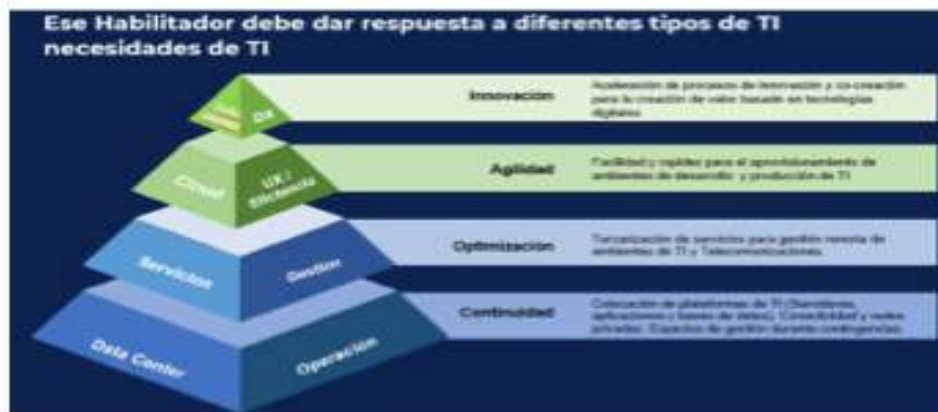 Ese Habilitador debe dar respuesta a diferentes tipos de TI
necesidades de TI
Innovación
Aceleración de procesos de innovación y co-creación
para la creación de valor basado en tecnologías
digitales
DX
Agilidad
Facilidad y rapidez para el aprovisionamiento de
ambientes de desarrollo y producción de TI
Cloud
UX /
Eficiencia
Optimización
Tercerización de servicios para gestión remota de
ambientes de TI y Telecomunicaciones.
Servicios
Gestión
Continuidad
Colocación de plataformas de TI (Servidores,
aplicaciones y bases de datos). Conectividad y redes
privadas. Espacios de gestión durante contingencias.
Data Center
Operación